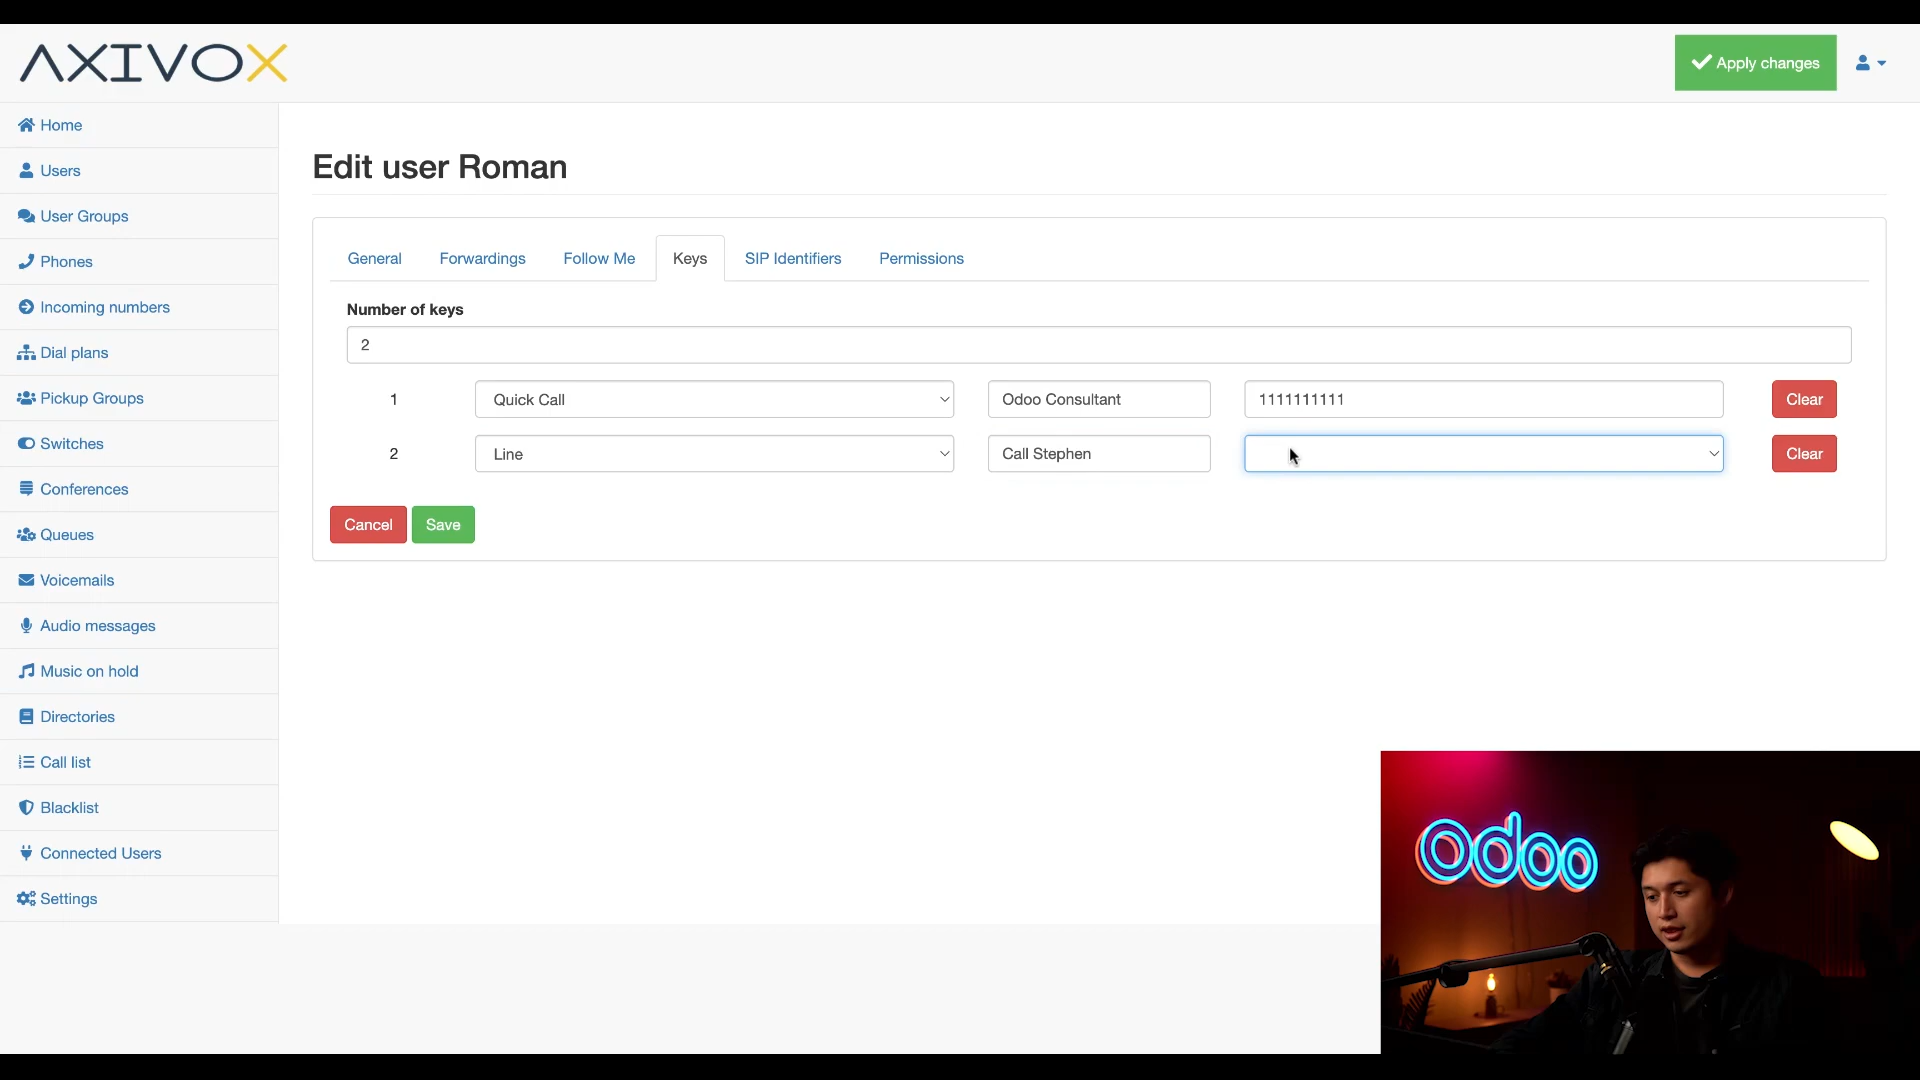 AXIVOX
Apply changes
Home
Users
User Groups
Phones
Incoming numbers
Dial plans
Pickup Groups
Switches
Conferences
Queues
Voicemails
Audio messages
Music on hold
Directories
Call list
Blacklist
Connected Users
Settings
Edit user Roman
General Forwardings Follow Me Keys SIP Identifiers Permissions
Number of keys
2
1 Quick Call Odoo Consultant 1111111111 Clear
2 Line Call Stephen Clear
Cancel Save
odoo